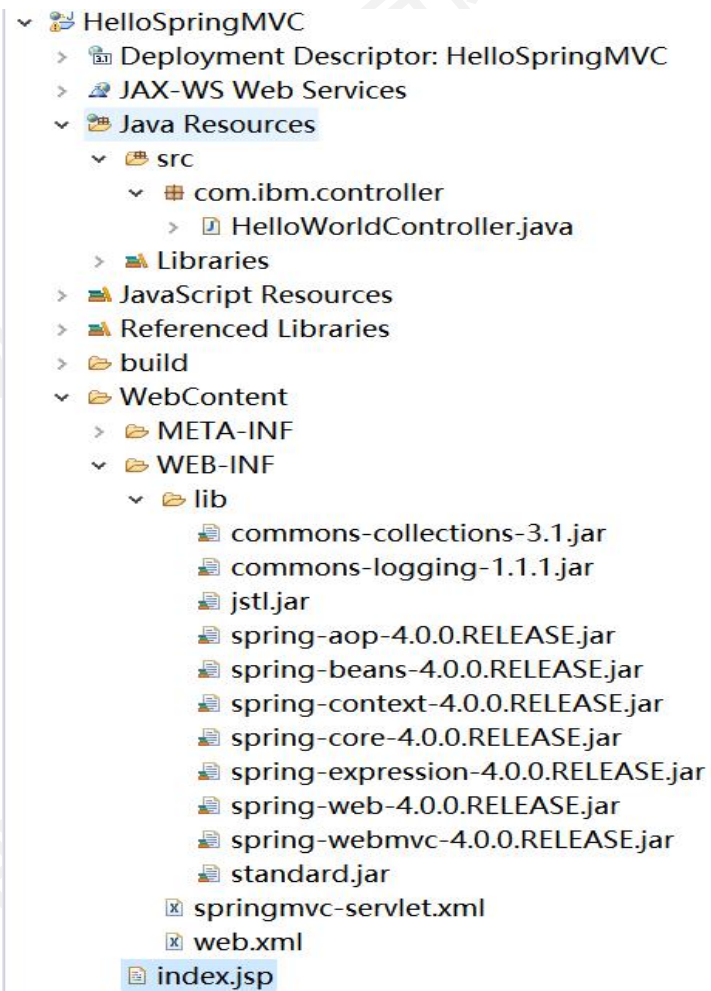 HelloSpringMVC
Deployment Descriptor: HelloSpringMVC
JAX-WS Web Services
Java Resources
src
com.ibm.controller
HelloWorldController.java
Libraries
JavaScript Resources
Referenced Libraries
build
WebContent
META-INF
WEB-INF
lib
commons-collections-3.1.jar
commons-logging-1.1.1.jar
jstl.jar
spring-aop-4.0.0.RELEASE.jar
spring-beans-4.0.0.RELEASE.jar
spring-context-4.0.0.RELEASE.jar
spring-core-4.0.0.RELEASE.jar
spring-expression-4.0.0.RELEASE.jar
spring-web-4.0.0.RELEASE.jar
spring-webmvc-4.0.0.RELEASE.jar
standard.jar
springmvc-servlet.xml
web.xml
index.jsp